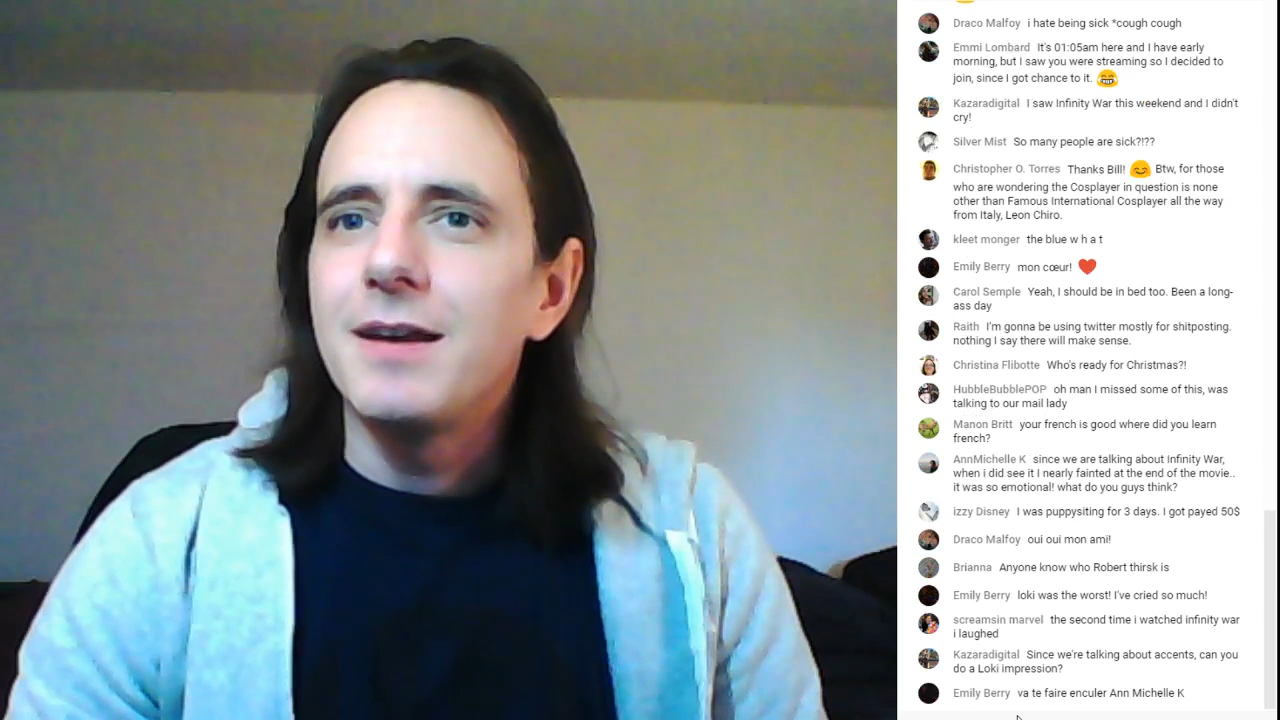 Draco Malfoy i hate being sick *cough cough
Emmi Lombard It's 01:05am here and I have early
morning, but I saw you were streaming so I decided to
join, since I got chance to it. 😂
Kazaradigital I saw Infinity War this weekend and I didn't
cry!
Silver Mist So many people are sick?!??
Christopher O. Torres Thanks Bill! 😊 Btw, for those
who are wondering the Cosplayer in question is none
other than Famous International Cosplayer all the way
from Italy, Leon Chiro.
kleet monger the blue w h a t
Emily Berry mon cœur! ❤️
Carol Semple Yeah, I should be in bed too. Been a long-
ass day
Raith I'm gonna be using twitter mostly for shitposting.
nothing I say there will make sense.
Christina Flibotte Who's ready for Christmas?!
HubbleBubblePOP oh man I missed some of this, was
talking to our mail lady
Manon Britt your french is good where did you learn
french?
AnnMichelle K since we are talking about Infinity War,
when i did see it I nearly fainted at the end of the movie..
it was so emotional! what do you guys think?
izzy Disney I was puppysiting for 3 days. I got payed 50$
Draco Malfoy oui oui mon ami!
Brianna Anyone know who Robert thirsk is
Emily Berry loki was the worst! I've cried so much!
screamsin marvel the second time i watched infinity war
i laughed
Kazaradigital Since we're talking about accents, can you
do a Loki impression?
Emily Berry va te faire enculer Ann Michelle K